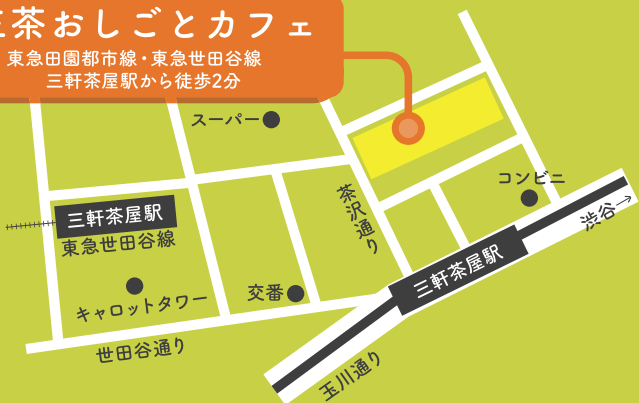 三茶おしごとカフェ
東急田園都市線・東急世田谷線
三軒茶屋駅から徒歩2分
スーパー
コンビニ
茶沢通り
渋谷→
三軒茶屋駅
東急世田谷線
三軒茶屋駅
キャロットタワー
交番
世田谷通り
玉川通り